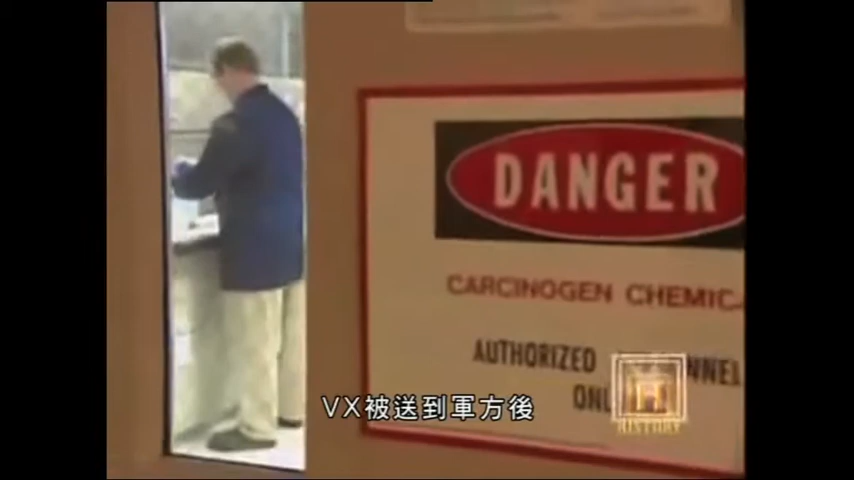 DANGER
CARCINOGEN CHEMICA
AUTHORIZED
ONL
VX被送到軍方後
H
HISTORY